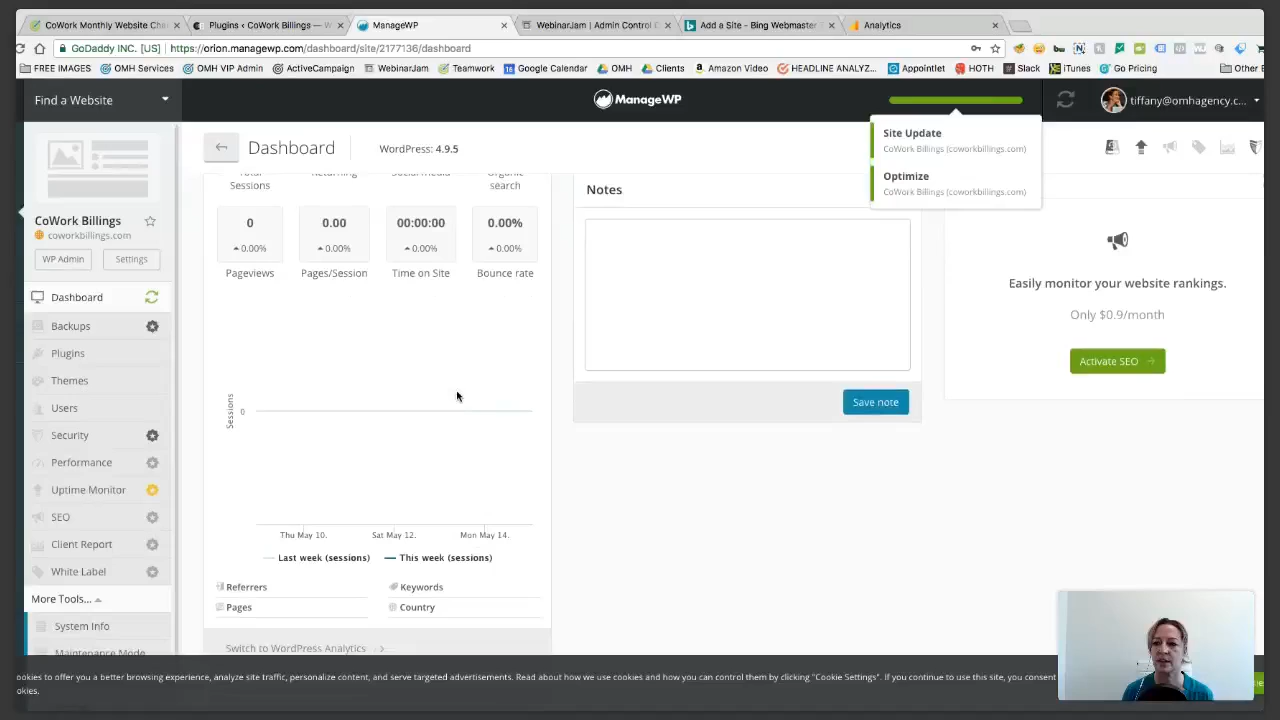 CoWork Monthly Website Cha
Plugins ‹ CoWork Billings — W
ManageWP
WebinarJam | Admin Control C
Add a Site - Bing Webmaster
Analytics
GoDaddy INC. [US]
https://orion.managewp.com/dashboard/site/2177136/dashboard
FREE IMAGES
OMH Services
OMH VIP Admin
ActiveCampaign
WebinarJam
Teamwork
Google Calendar
OMH
Clients
Amazon Video
HEADLINE ANALYZ...
Appointlet
HOTH
Slack
iTunes
Go Pricing
Other B
Find a Website
ManageWP
tiffany@omhagency.c...
Site Update
CoWork Billings (coworkbillings.com)
Optimize
CoWork Billings (coworkbillings.com)
Dashboard
WordPress: 4.9.5
CoWork Billings
coworkbillings.com
WP Admin
Settings
Dashboard
Backups
Plugins
Themes
Users
Security
Performance
Uptime Monitor
SEO
Client Report
White Label
More Tools...
System Info
Maintenance Mode
Total Sessions
Returning
Social media
Organic search
0
0.00%
Pageviews
0.00
0.00%
Pages/Session
00:00:00
0.00%
Time on Site
0.00%
0.00%
Bounce rate
Sessions
0
Thu May 10.
Sat May 12.
Mon May 14.
Last week (sessions)
This week (sessions)
Referrers
Keywords
Pages
Country
Switch to WordPress Analytics
Notes
Save note
Easily monitor your website rankings.
Only $0.9/month
Activate SEO
ookies to offer you a better browsing experience, analyze site traffic, personalize content, and serve targeted advertisements. Read about how we use cookies and how you can control them by clicking "Cookie Settings". If you continue to use this site, you consent
okies.